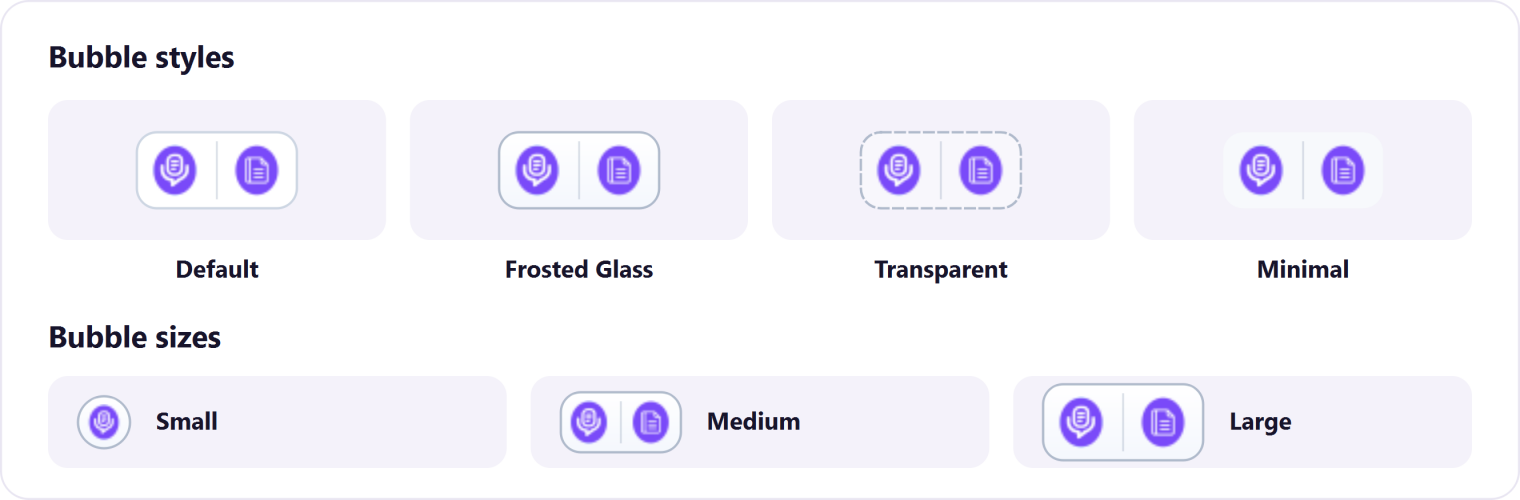 Bubble styles
Default
Frosted Glass
Transparent
Minimal
Bubble sizes
Small
Medium
Large